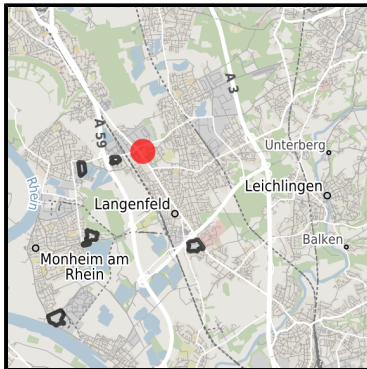 A 3
A 59
Unterberg
Leichlingen
Rhein
Langenfeld
Balken
Monheim am
Rhein